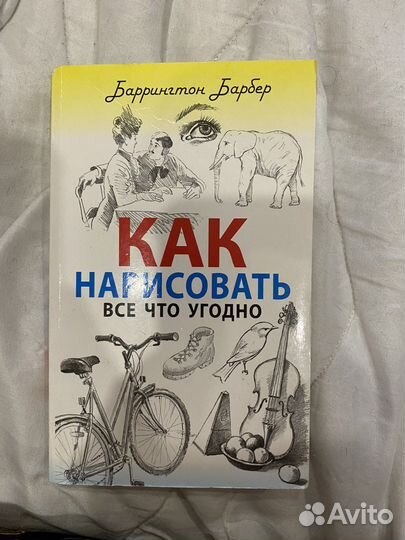 Баррингтон Барбер
КАК
НАРИСОВАТЬ
ВСЕ ЧТО УГОДНО
Avito